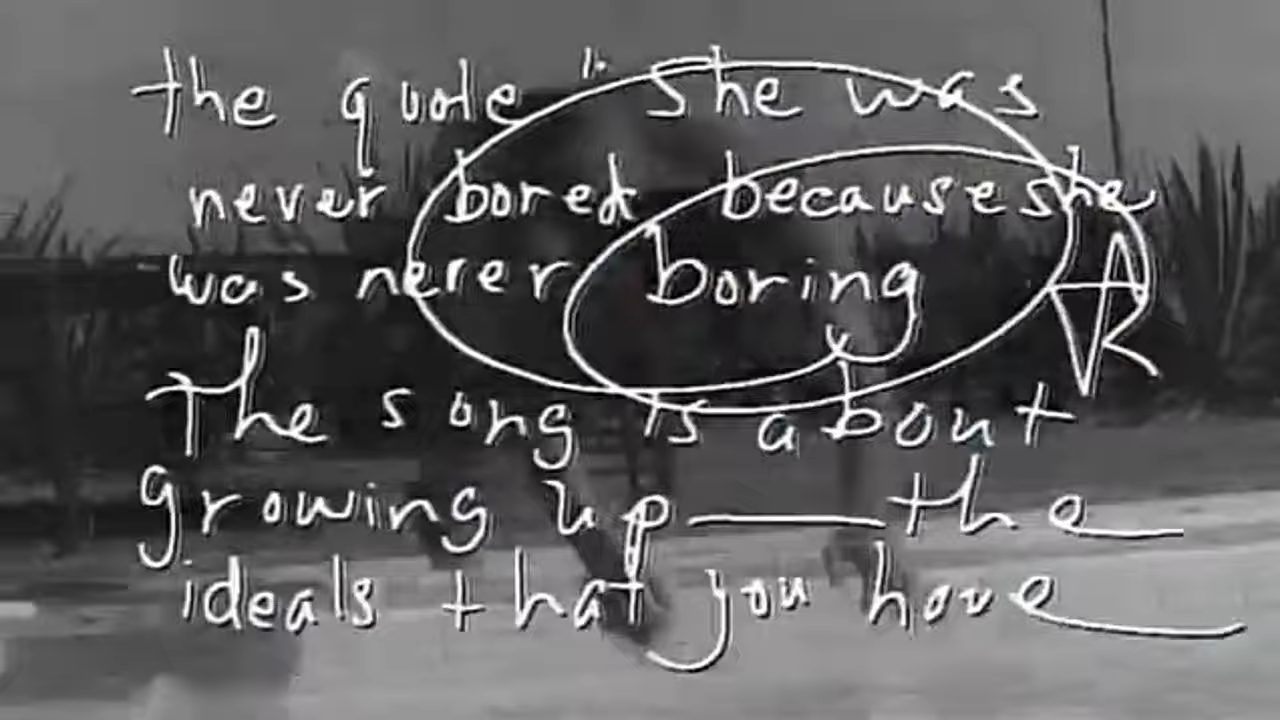 the quote " she was
never bored because she
was never boring
The song is about
growing up — the
ideals that you have